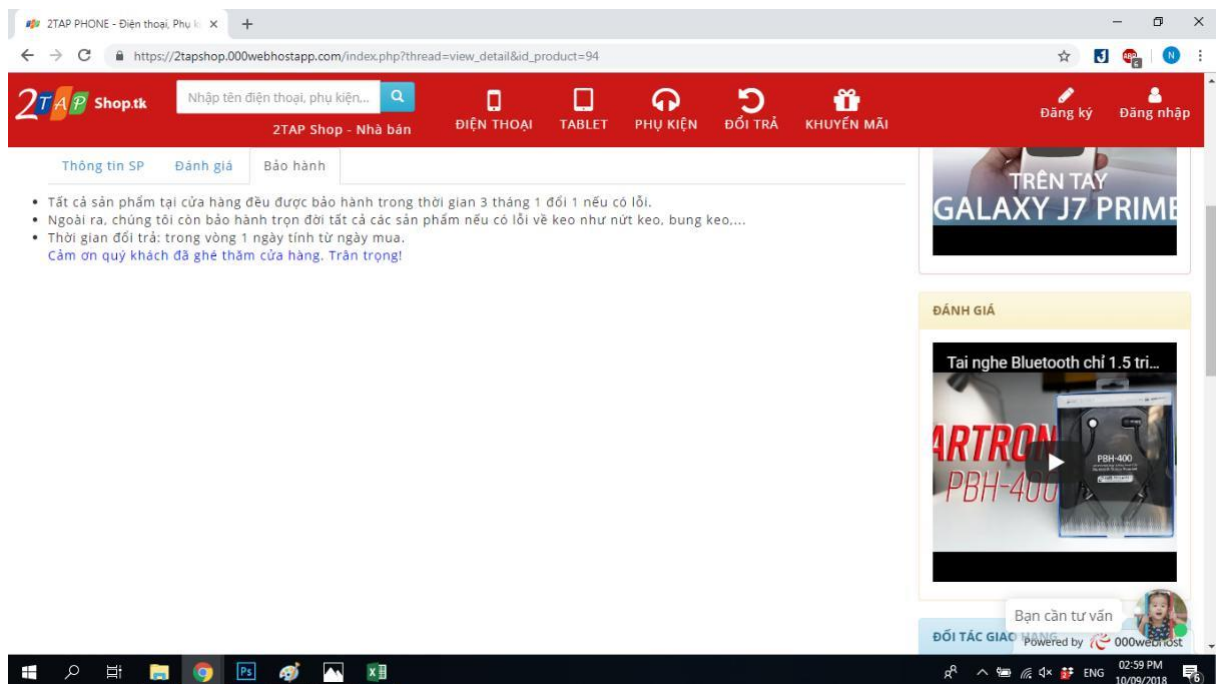 2TAP PHONE - Điện thoại, Phụ
https://2tapshop.000webhostapp.com/index.php?thread=view_detail&id_product=94
2TAP Shop.tk
Nhập tên điện thoại, phụ kiện...
2TAP Shop - Nhà bán
ĐIỆN THOẠI
TABLET
PHỤ KIỆN
ĐỔI TRẢ
KHUYẾN MÃI
Đăng ký
Đăng nhập
Thông tin SP
Đánh giá
Bảo hành
Tất cả sản phẩm tại cửa hàng đều được bảo hành trong thời gian 3 tháng 1 đổi 1 nếu có lỗi.
Ngoài ra, chúng tôi còn bảo hành trọn đời tất cả các sản phẩm nếu có lỗi về keo như nứt keo, bung keo,...
Thời gian đổi trả: trong vòng 1 ngày tính từ ngày mua.
Cảm ơn quý khách đã ghé thăm cửa hàng. Trân trọng!
TRÊN TAY
GALAXY J7 PRIME
ĐÁNH GIÁ
Tai nghe Bluetooth chỉ 1.5 tri...
ARTRON
PBH-400
PBH-400
Bạn cần tư vấn
ĐỐI TÁC GIAO
Powered by 000webhost
ENG
02:59 PM
10/09/2018